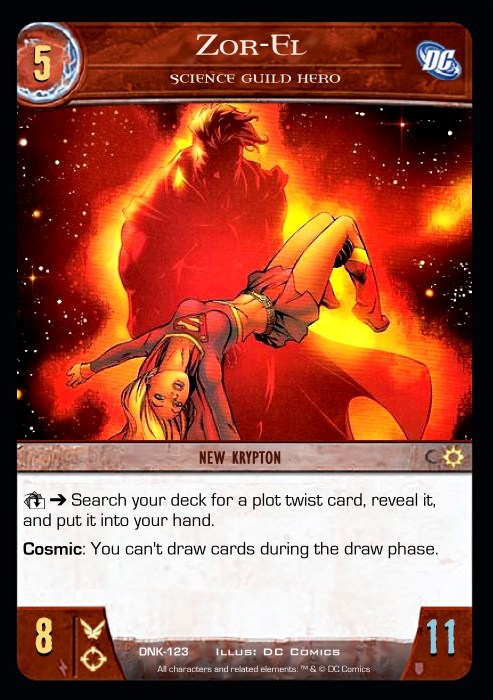 5
Zor-El
DC
Science Guild Hero
NEW KRYPTON
➔ Search your deck for a plot twist card, reveal it,
and put it into your hand.
Cosmic: You can't draw cards during the draw phase.
8
DNK-123 Illus: DC Comics
11
All characters and related elements: ™ & © DC Comics